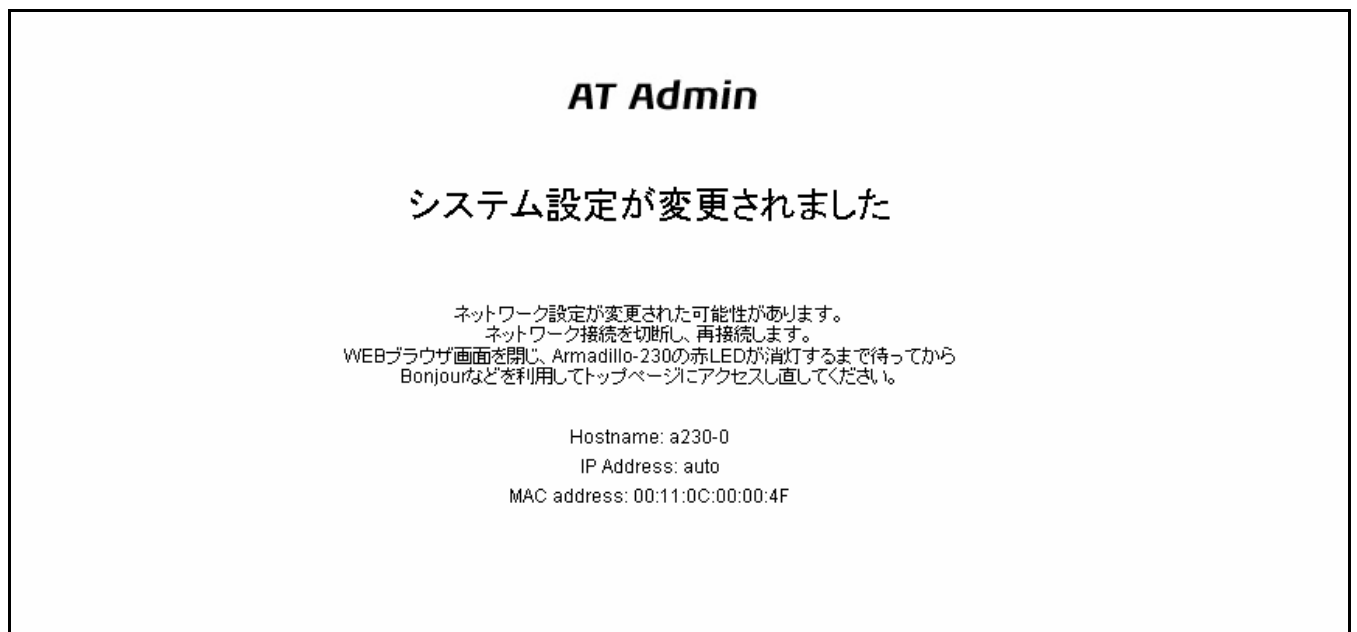 AT Admin
システム設定が変更されました
ネットワーク設定が変更された可能性があります。
ネットワーク接続を切断し、再接続します。
WEBブラウザ画面を閉じ、Armadillo-230の赤LEDが消灯するまで待ってから
Bonjourなどを利用してトップページにアクセスし直してください。
Hostname: a230-0
IP Address: auto
MAC address: 00:11:0C:00:00:4F